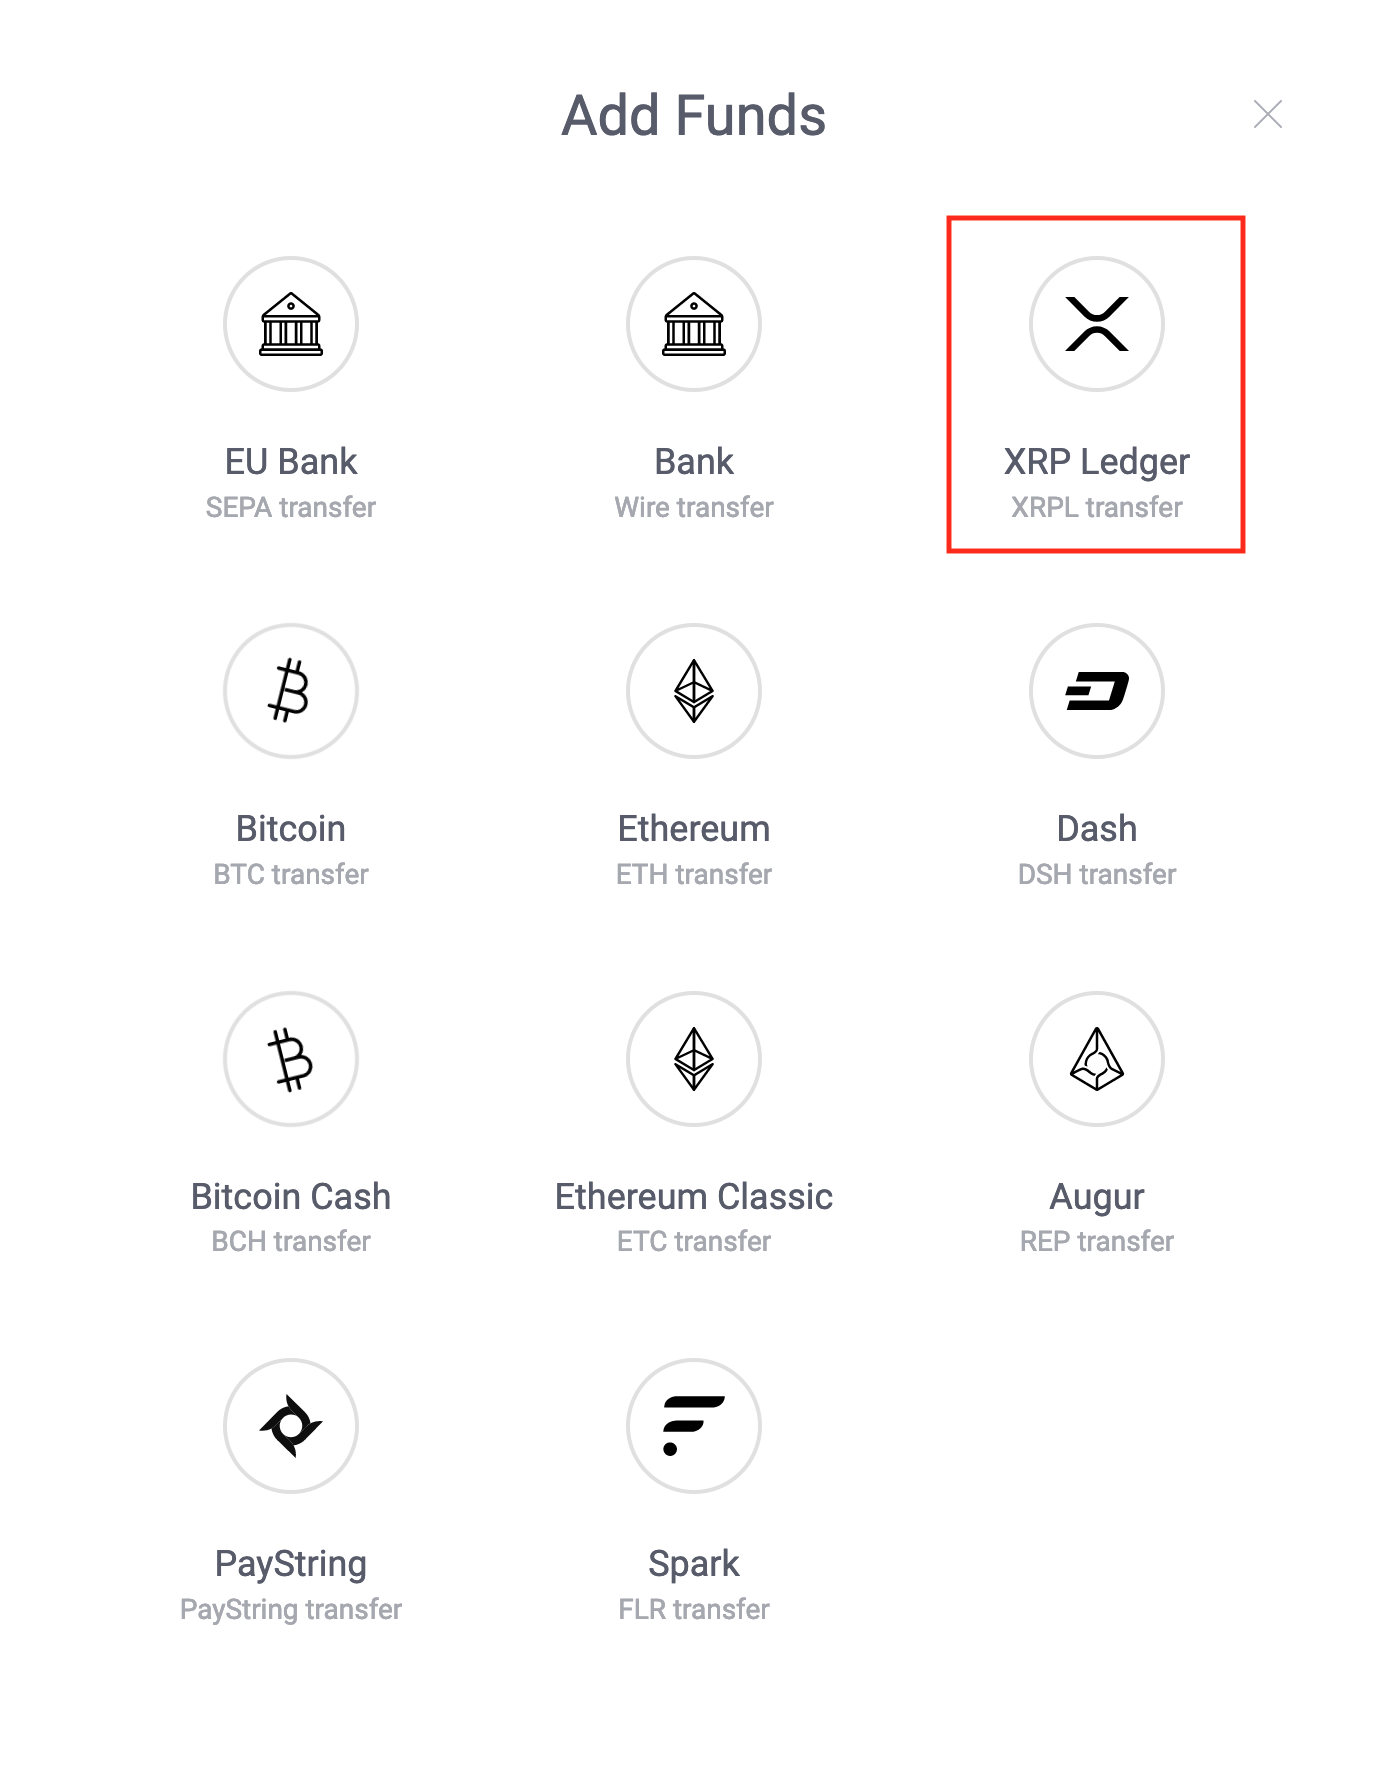 Add Funds
EU Bank
SEPA transfer
Bank
Wire transfer
XRP Ledger
XRPL transfer
Bitcoin
BTC transfer
Ethereum
ETH transfer
Dash
DSH transfer
Bitcoin Cash
BCH transfer
Ethereum Classic
ETC transfer
Augur
REP transfer
PayString
PayString transfer
Spark
FLR transfer